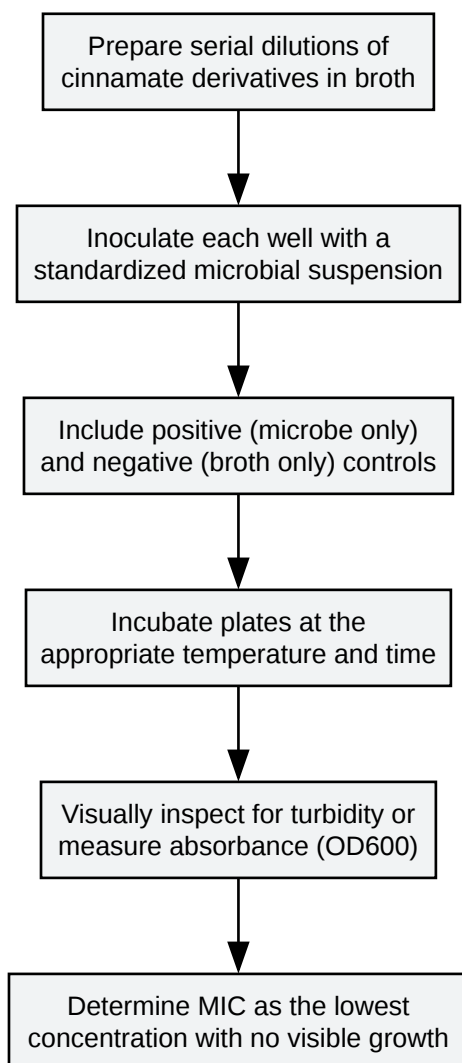 Prepare serial dilutions of
cinnamate derivatives in broth
Inoculate each well with a
standardized microbial suspension
Include positive (microbe only)
and negative (broth only) controls
Incubate plates at the
appropriate temperature and time
Visually inspect for turbidity or
measure absorbance (OD600)
Determine MIC as the lowest
concentration with no visible growth